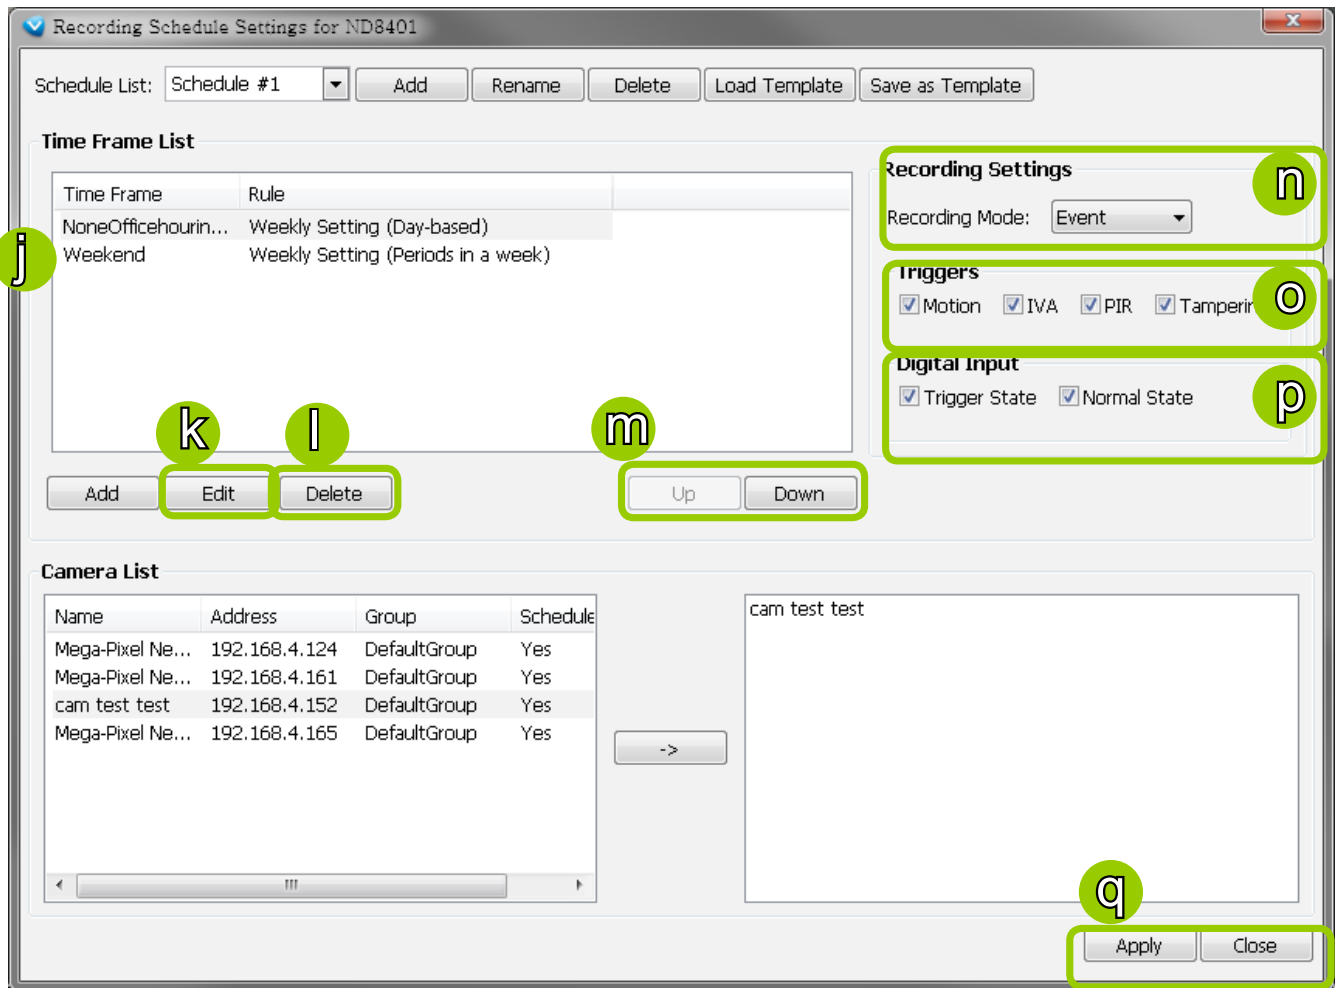 Recording Schedule Settings for ND8401
Schedule List: Schedule #1 Add Rename Delete Load Template Save as Template
Time Frame List
Time Frame Rule
NoneOfficehourin... Weekly Setting (Day-based)
Weekend Weekly Setting (Periods in a week)
j
k l m
Add Edit Delete Up Down
Recording Settings
n
Recording Mode: Event
Triggers
o
Motion IVA PIR Tamperin
Digital Input
p
Trigger State Normal State
Camera List
Name Address Group Schedule
Mega-Pixel Ne... 192.168.4.124 DefaultGroup Yes
Mega-Pixel Ne... 192.168.4.161 DefaultGroup Yes
cam test test 192.168.4.152 DefaultGroup Yes
Mega-Pixel Ne... 192.168.4.165 DefaultGroup Yes
->
cam test test
q
Apply Close